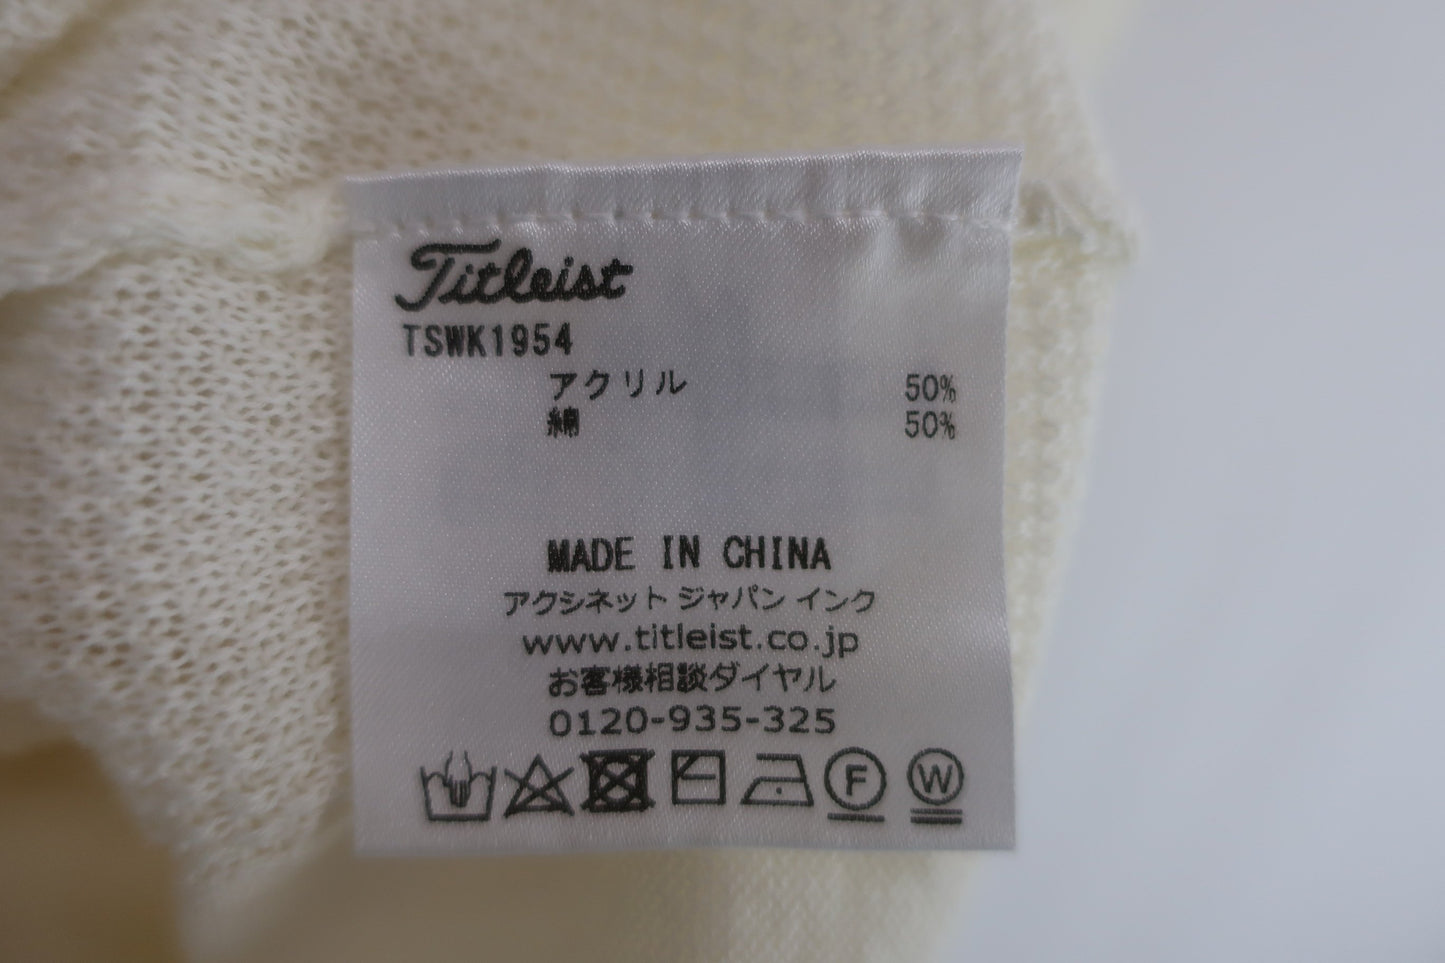 Titleist
TSWK1954
アクリル 50%
綿 50%
MADE IN CHINA
アクシネット ジャパン インク
www.titleist.co.jp
お客様相談ダイヤル
0120-935-325
F W